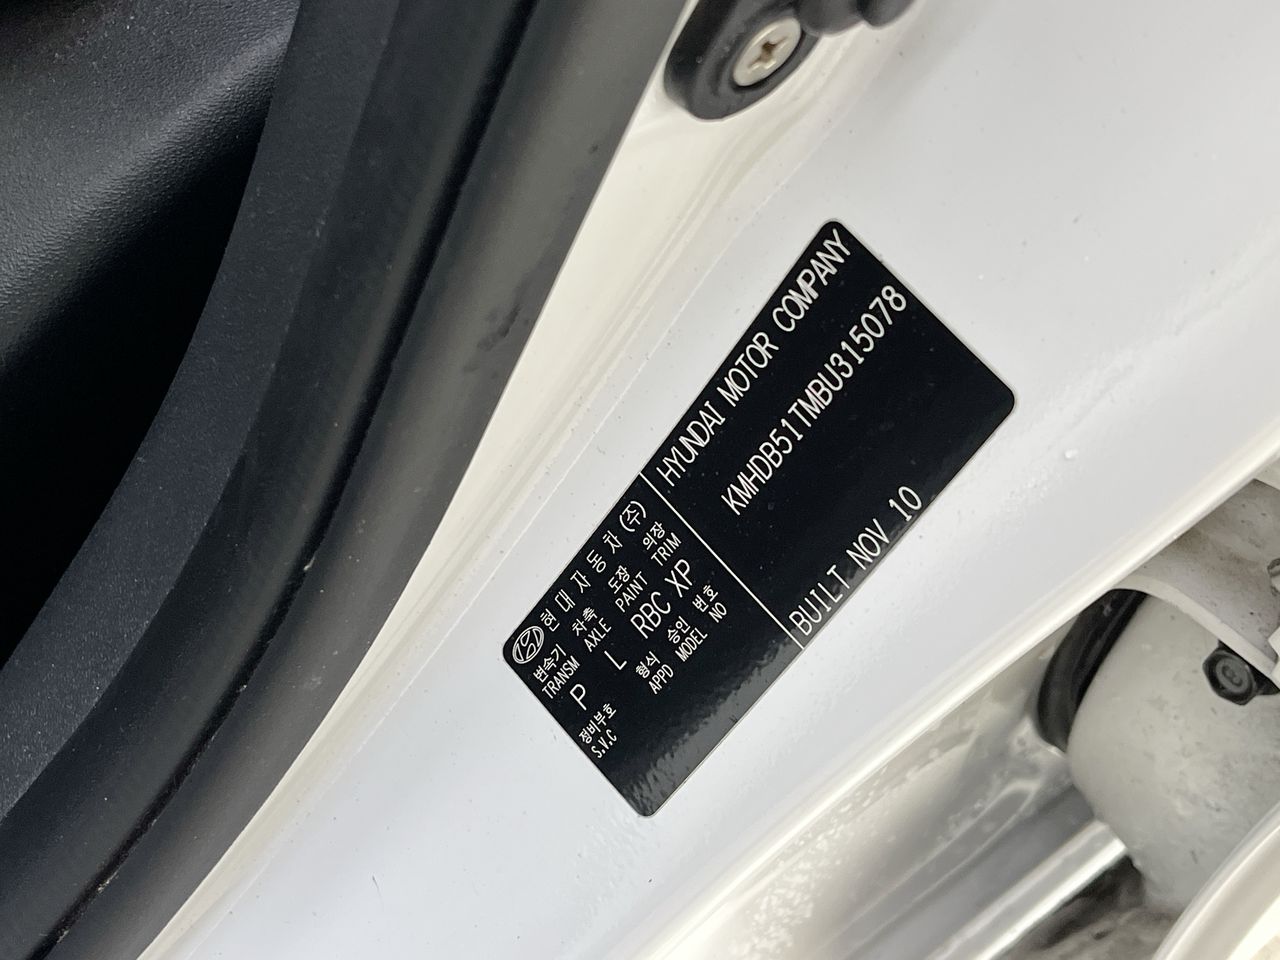 현대자동차(주)
변속기 차축 도장 의장
TRANSM AXLE PAINT TRIM
P L RBC XP
정비부호 형식 승인 번호
S.V.C APPD MODEL NO
HYUNDAI MOTOR COMPANY
KMHDB51TMBU315078
BUILT NOV 10
8